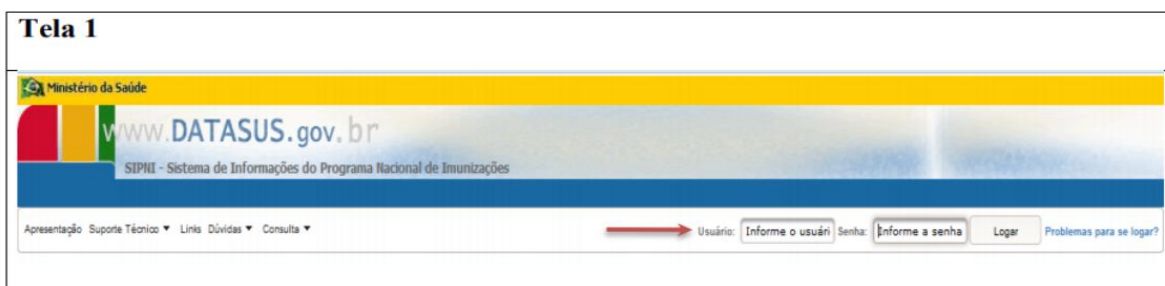 Tela 1
Ministério da Saúde
www.DATASUS.gov.br
SIPNI - Sistema de Informações do Programa Nacional de Imunizações
Apresentação Suporte Técnico ▼ Links Dúvidas ▼ Consulta ▼ Usuário: Informe o usuári Senha: Informe a senha Logar Problemas para se logar?